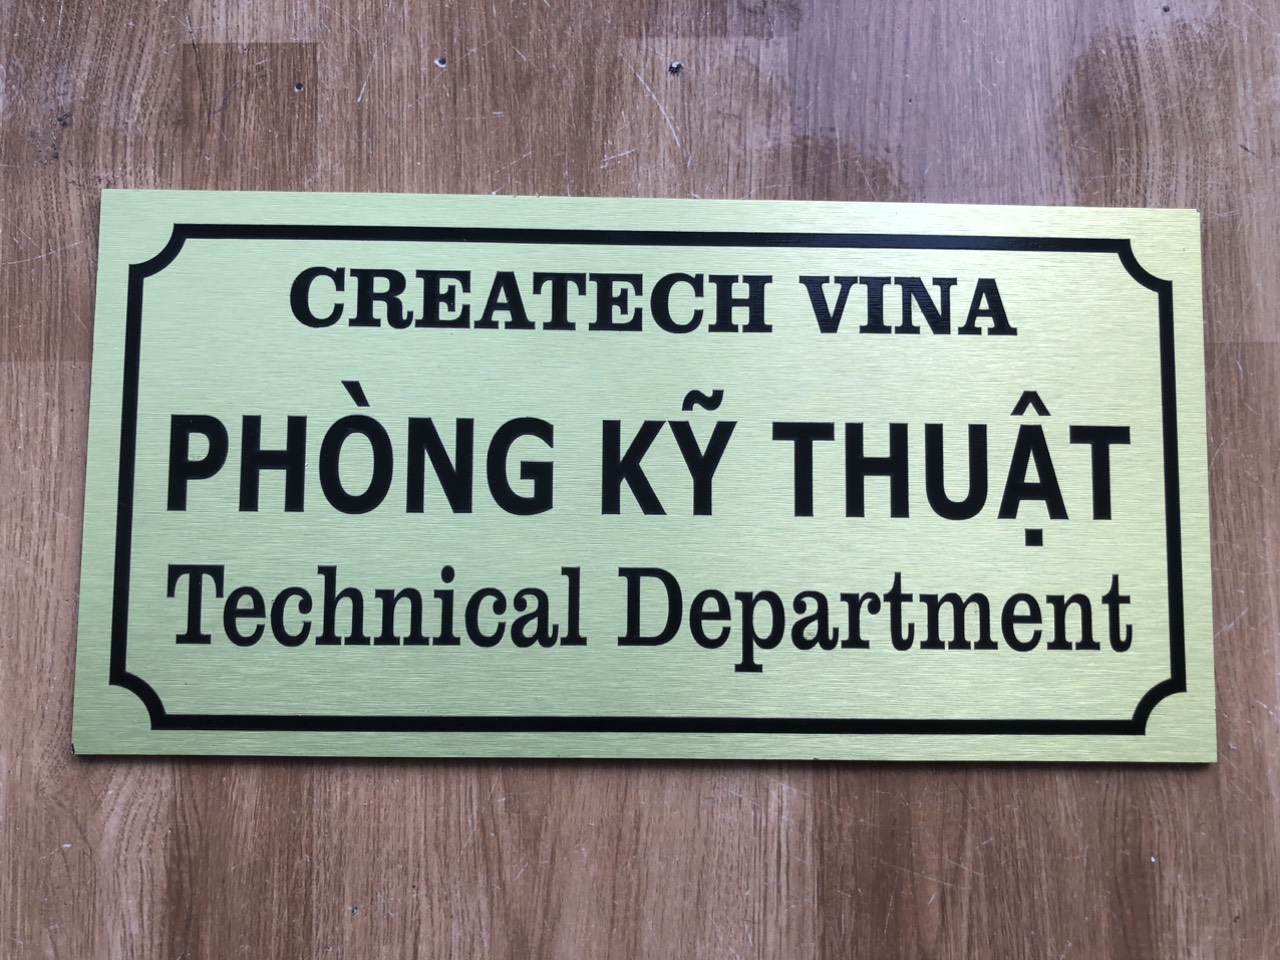 CREATECH VINA
PHÒNG KỸ THUẬT
Technical Department